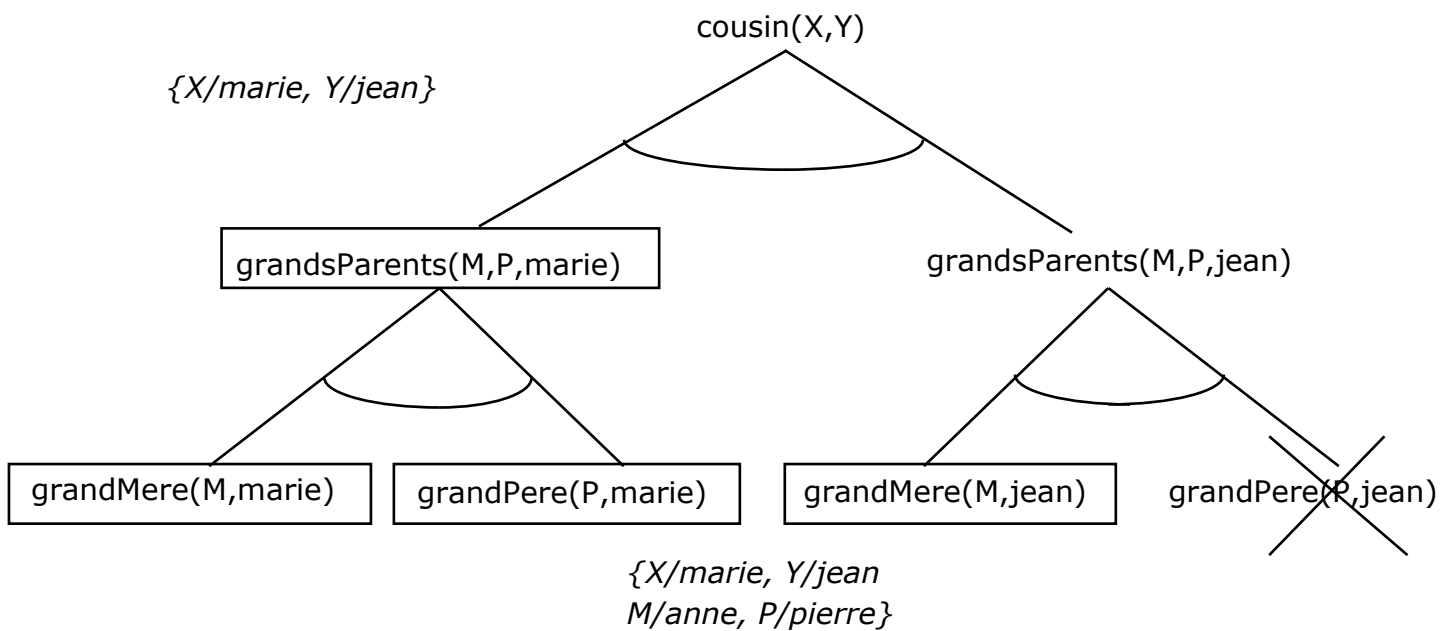 cousin(X,Y)
{X/marie, Y/jean}
grandsParents(M,P,marie)
grandsParents(M,P,jean)
grandMere(M,marie)
grandPere(P,marie)
grandMere(M,jean)
grandPere(P,jean)
{X/marie, Y/jean
M/anne, P/pierre}